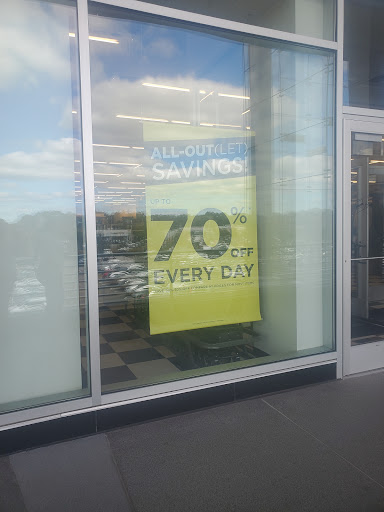 ALL-OUT(LET)
SAVINGS!
UP TO
70%
OFF
EVERY DAY